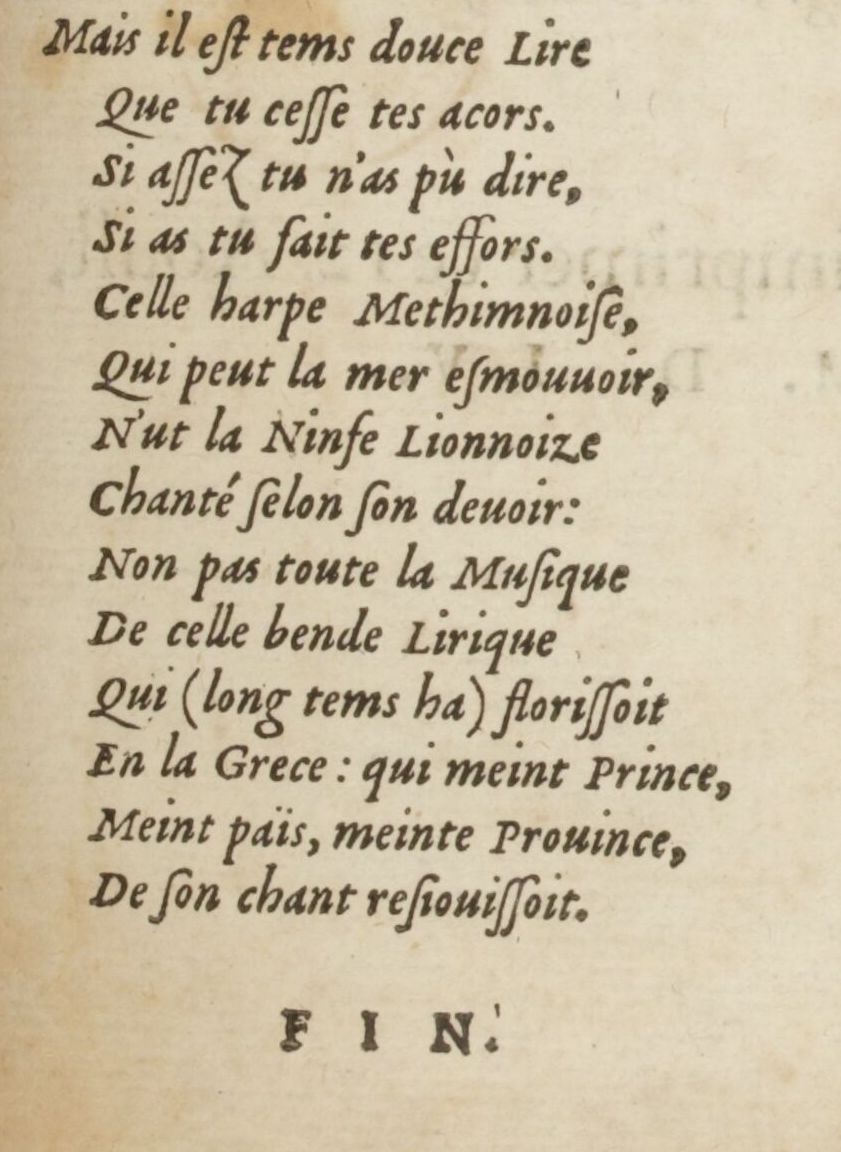 Mais il eſt tems douce Lire
Que tu ceſſe tes acors.
Si aſſez tu n'as pù dire,
Si as tu fait tes effors.
Celle harpe Methimnoiſe,
Qui peut la mer eſmouuoir,
N'ut la Ninfe Lionnoize
Chanté ſelon ſon deuoir:
Non pas toute la Muſique
De celle bende Lirique
Qui (long tems ha) floriſſoit
En la Grece : qui meint Prince,
Meint païs, meinte Prouince,
De ſon chant reſiouiſſoit.
F I N.